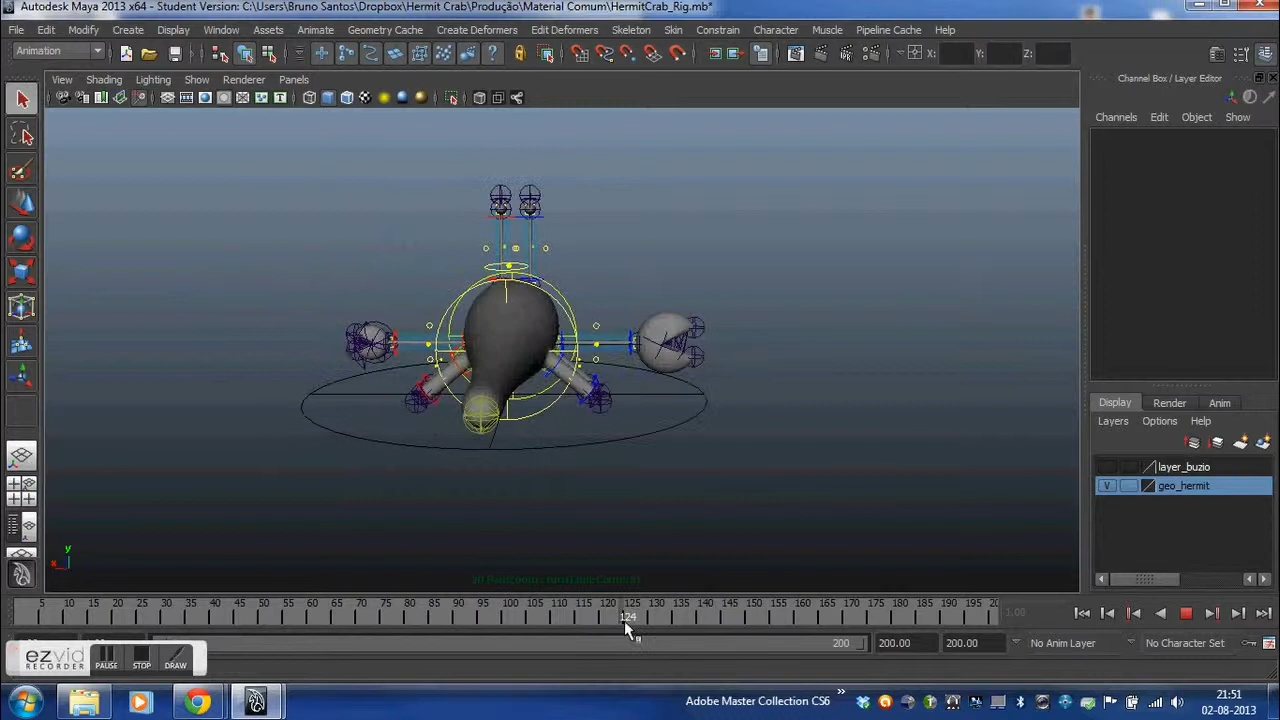 Autodesk Maya 2013 x64 - Student Version: C:\Users\Bruno Santos\Dropbox\Hermit Crab\Produção\Material Comum\HermitCrab_Rig.mb*
File Edit Modify Create Display Window Assets Animate Geometry Cache Create Deformers Edit Deformers Skeleton Skin Constrain Character Muscle Pipeline Cache Help
Animation X: Y: Z:
View Shading Lighting Show Renderer Panels
Channel Box / Layer Editor
Channels Edit Object Show
Display Render Anim
Layers Options Help
layer_buzio
V geo_hermit
y
x
5 10 15 20 25 30 35 40 45 50 55 60 65 70 75 80 85 90 95 100 105 110 115 120 125 130 135 140 145 150 155 160 165 170 175 180 185 190 195 20
124
1.00
200 200.00 200.00 No Anim Layer No Character Set
ezvid
RECORDER
PAUSE STOP DRAW
Adobe Master Collection CS6 »
21:51
02-08-2013